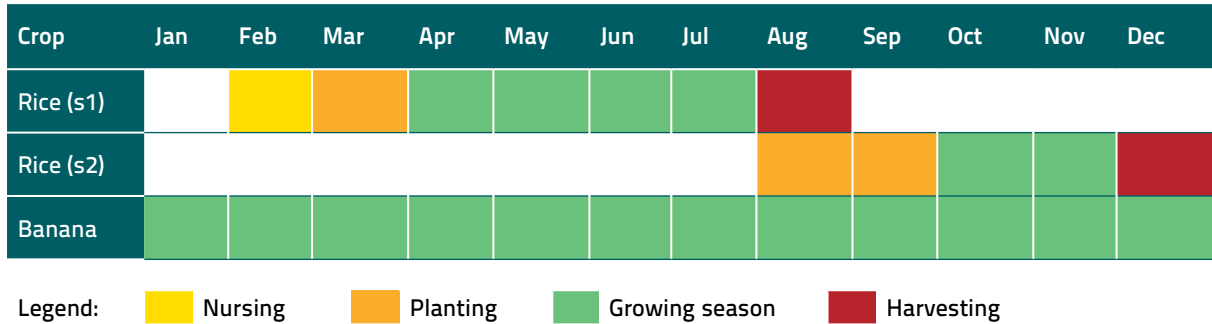 Crop Jan Feb Mar Apr May Jun Jul Aug Sep Oct Nov Dec
Rice (s1)
Rice (s2)
Banana
Legend: Nursing Planting Growing season Harvesting